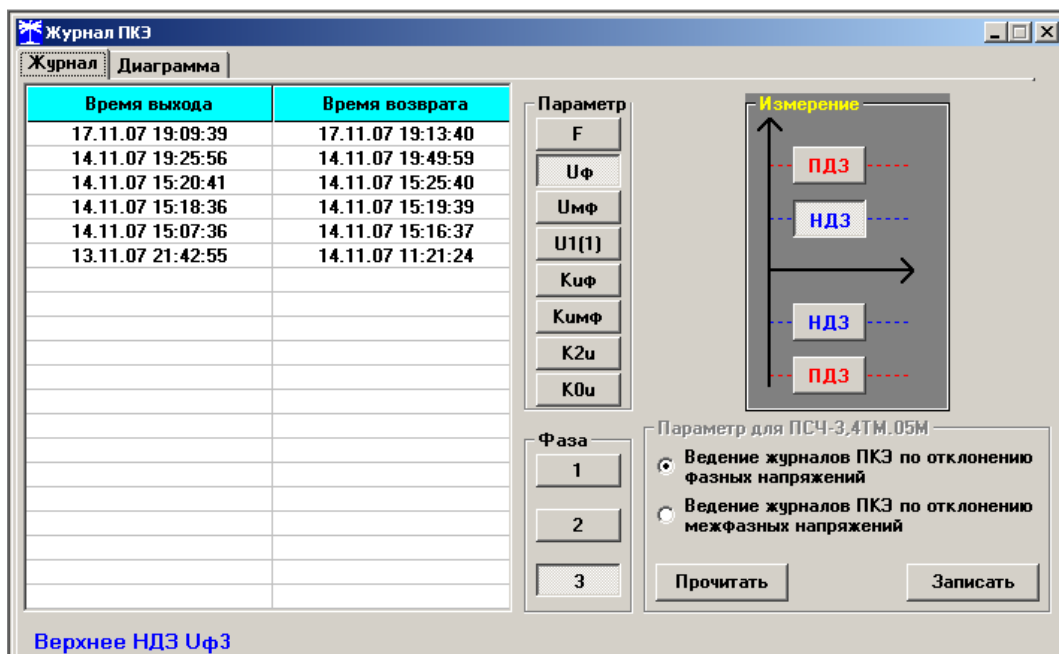 Журнал ПКЭ
Журнал Диаграмма
Время выхода Время возврата
17.11.07 19:09:39 17.11.07 19:13:40
14.11.07 19:25:56 14.11.07 19:49:59
14.11.07 15:20:41 14.11.07 15:25:40
14.11.07 15:18:36 14.11.07 15:19:39
14.11.07 15:07:36 14.11.07 15:16:37
13.11.07 21:42:55 14.11.07 11:21:24
Параметр
F
Uф
Uмф
U1(1)
Kиф
Kимф
K2и
K0и
Фаза
1
2
3
Измерение
ПДЗ
НДЗ
НДЗ
ПДЗ
Параметр для ПСЧ-3,4ТМ.05М
Ведение журналов ПКЭ по отклонению
фазных напряжений
Ведение журналов ПКЭ по отклонению
межфазных напряжений
Прочитать Записать
Верхнее НДЗ Uф3